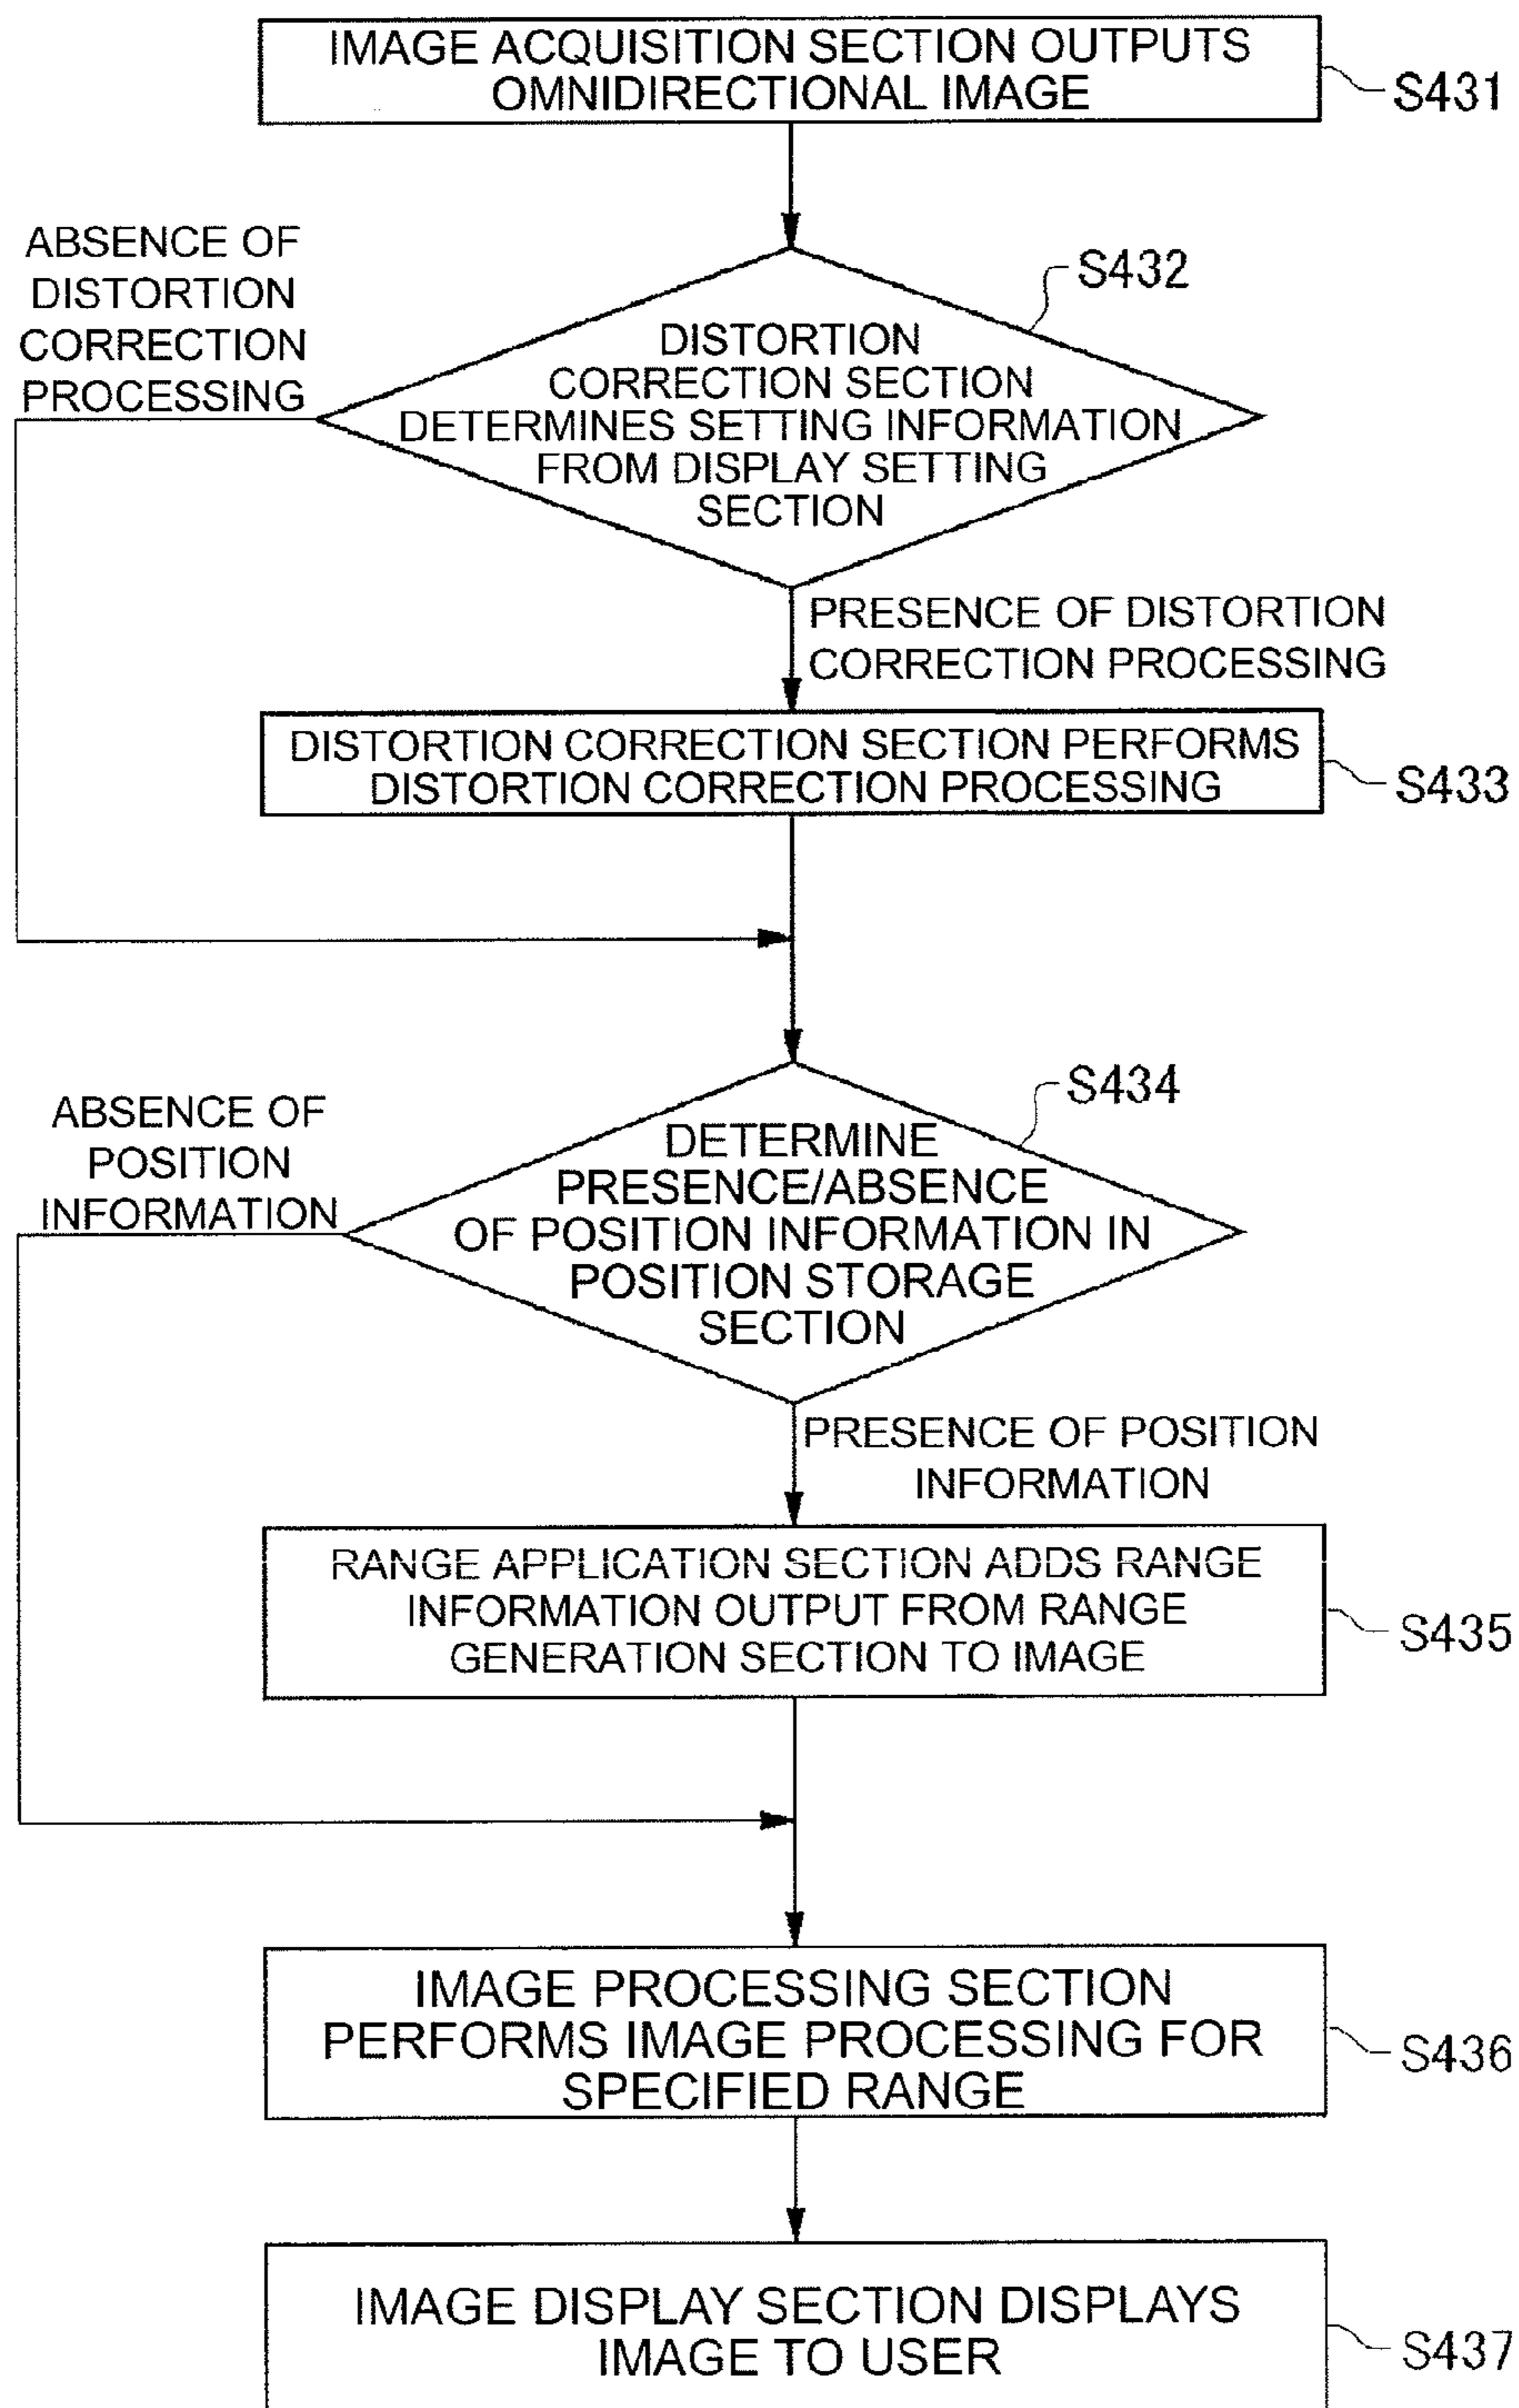 IMAGE ACQUISITION SECTION OUTPUTS
OMNIDIRECTIONAL IMAGE
S431
ABSENCE OF
DISTORTION
CORRECTION
PROCESSING
S432
DISTORTION
CORRECTION SECTION
DETERMINES SETTING INFORMATION
FROM DISPLAY SETTING
SECTION
PRESENCE OF DISTORTION
CORRECTION PROCESSING
DISTORTION CORRECTION SECTION PERFORMS
DISTORTION CORRECTION PROCESSING
S433
ABSENCE OF
POSITION
INFORMATION
S434
DETERMINE
PRESENCE/ABSENCE
OF POSITION INFORMATION IN
POSITION STORAGE
SECTION
PRESENCE OF POSITION
INFORMATION
RANGE APPLICATION SECTION ADDS RANGE
INFORMATION OUTPUT FROM RANGE
GENERATION SECTION TO IMAGE
S435
IMAGE PROCESSING SECTION
PERFORMS IMAGE PROCESSING FOR
SPECIFIED RANGE
S436
IMAGE DISPLAY SECTION DISPLAYS
IMAGE TO USER
S437